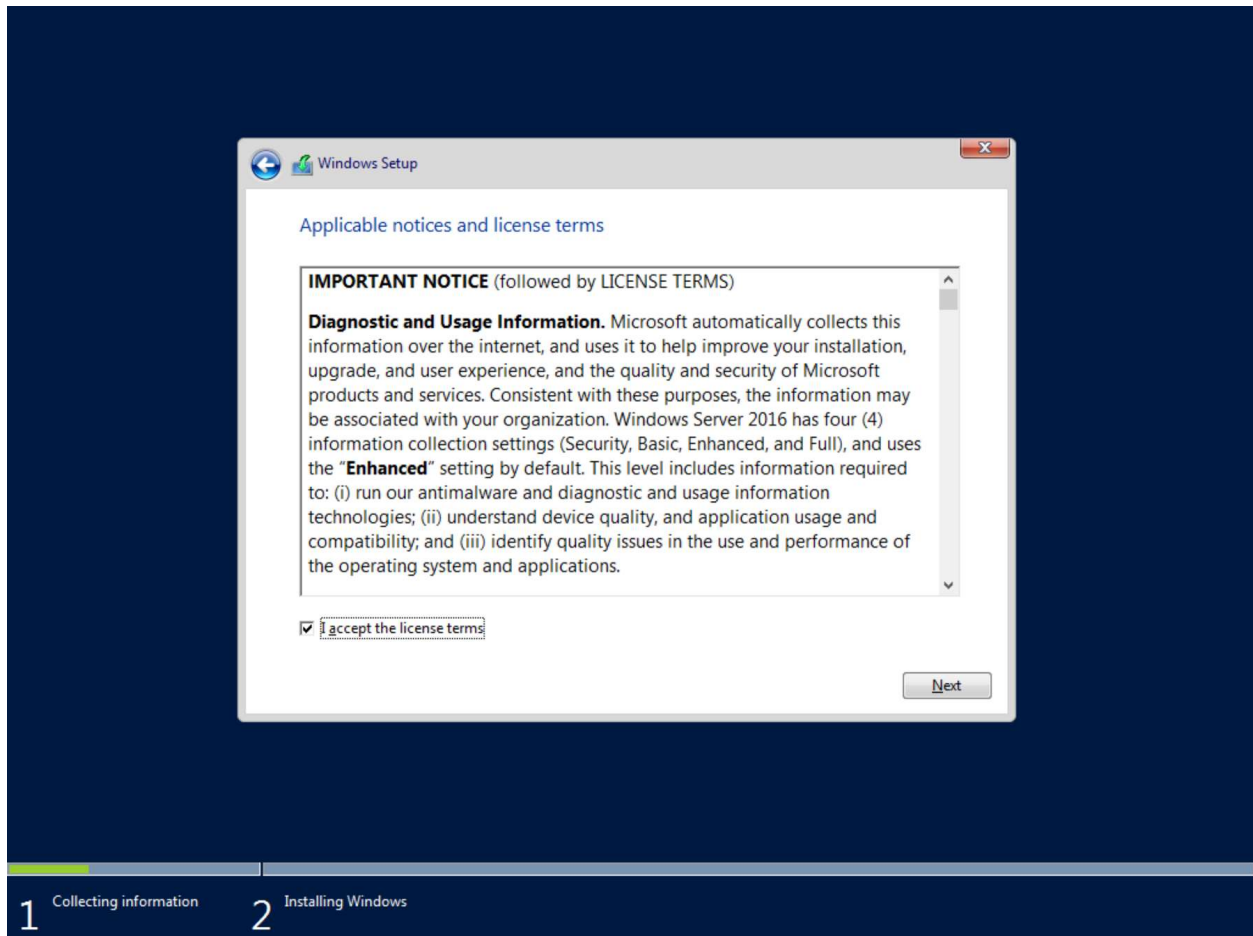 Windows Setup
Applicable notices and license terms
IMPORTANT NOTICE (followed by LICENSE TERMS)
Diagnostic and Usage Information. Microsoft automatically collects this
information over the internet, and uses it to help improve your installation,
upgrade, and user experience, and the quality and security of Microsoft
products and services. Consistent with these purposes, the information may
be associated with your organization. Windows Server 2016 has four (4)
information collection settings (Security, Basic, Enhanced, and Full), and uses
the “Enhanced” setting by default. This level includes information required
to: (i) run our antimalware and diagnostic and usage information
technologies; (ii) understand device quality, and application usage and
compatibility; and (iii) identify quality issues in the use and performance of
the operating system and applications.
I accept the license terms
Next
1 Collecting information
2 Installing Windows